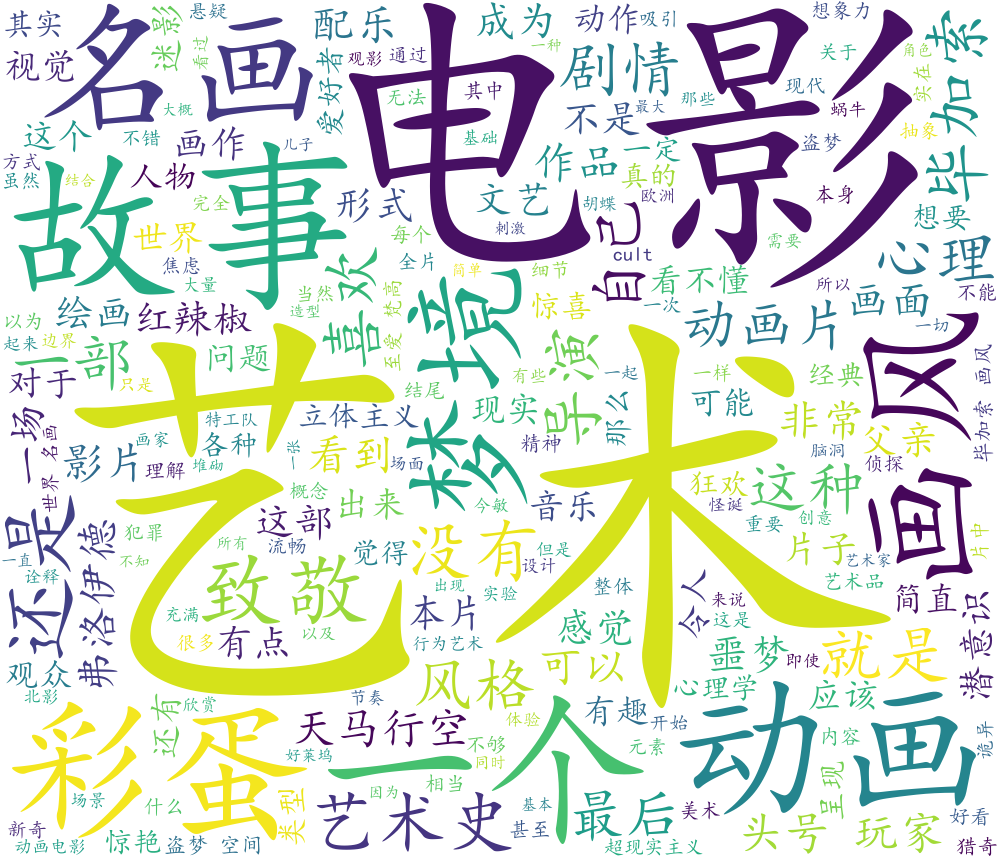 其实
视觉
迷影
悬疑
看过
名画
配乐
爱好者
观影
通过
一种
成为
动作
吸引
剧情
想象力
关于
角色
实在
毕加索
大概
这个
不错
画作
电影
无法
其中
基础
不是
最大
那些
现代
盗梦
蜗牛
抽象
方式
虽然
结合
人物
儿子
故事
完全
形式
文艺
作品
一定
真的
欧洲
本身
想要
世界
焦虑
大量
每个
全片
刺激
胡蝶
自己
cult
需要
心理
绘画
红辣椒
当然
造型
喜欢
梵高
至爱
简单
细节
惊喜
看不懂
一次
所以
不能
以为
起来
边界
一部
问题
梦境
导演
动画片
画面
一切
画风
对于
只是
特工队
立体主义
结尾
现实
有些
一起
那么
一样
可能
经典
非常
父亲
画风
毕加索
一场
世界
名画
影片
画家
理解
堆砌
各种
一张
看到
场面
艺术
精神
脑洞
侦探
还是
一直
诠释
弗洛伊德
犯罪
不知
概念
这部
所有
流畅
出来
觉得
今敏
没有
音乐
但是
设计
狂欢
怪诞
重要
这种
创意
片子
艺术家
艺术品
片中
致敬
充满
很多
有点
以及
本片
出现
实验
行为艺术
整体
感觉
令人
来说
这是
简直
潜意识
观众
北影
还有
欣赏
风格
可以
噩梦
即使
就是
心理学
应该
彩蛋
天马行空
节奏
好莱坞
体验
不够
同时
一个
有趣
开始
元素
动画
内容
呈现
诡异
场景
什么
类型
因为
相当
艺术史
基本
甚至
最后
美术
头号
玩家
好看
猎奇
新奇
动画电影
惊艳
盗梦
空间
超现实主义